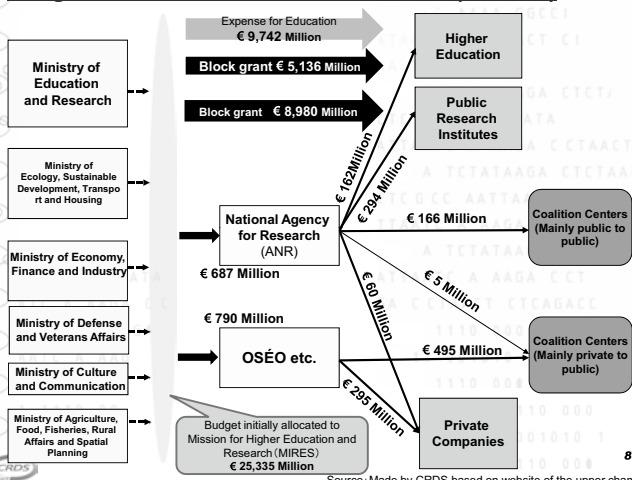 Ministry of
Education
and Research
Ministry of
Ecology, Sustainable
Development, Transpo
rt and Housing
Ministry of Economy,
Finance and Industry
Ministry of Defense
and Veterans Affairs
Ministry of Culture
and Communication
Ministry of Agriculture,
Food, Fisheries, Rural
Affairs and Spatial
Planning
Expense for Education
€ 9,742 Million
Block grant € 5,136 Million
Block grant € 8,980 Million
National Agency
for Research
(ANR)
€ 687 Million
€ 790 Million
OSÉO etc.
Budget initially allocated to
Mission for Higher Education and
Research (MIRES)
€ 25,335 Million
€ 162Million
€ 294 Million
€ 166 Million
€ 5 Million
€ 60 Million
€ 495 Million
€ 295 Million
Higher
Education
Public
Research
Institutes
Coalition Centers
(Mainly public to
public)
Coalition Centers
(Mainly private to
public)
Private
Companies
8
CRDS
Source: Made by CRDS based on website of the upper